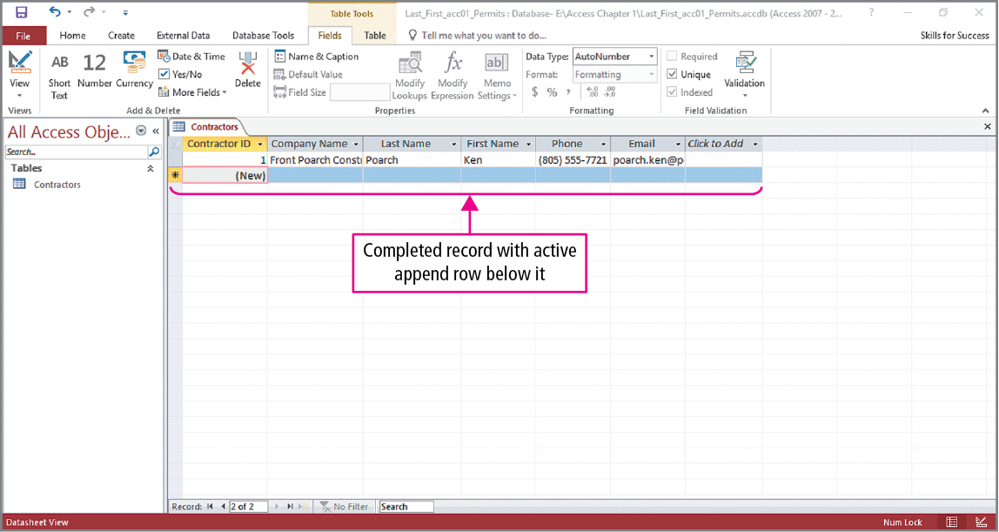 Table Tools
Last_First_acc01_Permits : Database- E:\Access Chapter 1\Last_First_acc01_Permits.accdb (Access 2007 - 2...
?
File Home Create External Data Database Tools Fields Table Tell me what you want to do... Skills for Success
View
Views
AB
Short
Text
12
Number
Currency
Date & Time
Yes/No
More Fields
Delete
Add & Delete
Name & Caption
Default Value
Field Size
Modify
Lookups
fx
Modify
Expression
ab
Memo
Settings
Properties
Data Type: AutoNumber
Format: Formatting
$ % , .00 .00
Formatting
Required
Unique
Indexed
Validation
Field Validation
All Access Obje...
Search..
Tables
Contractors
Contractors
Contractor ID Company Name Last Name First Name Phone Email Click to Add
1 Front Poarch Constr Poarch Ken (805) 555-7721 poarch.ken@p
* (New)
Completed record with active
append row below it
Record: 2 of 2 No Filter Search
Datasheet View Num Lock